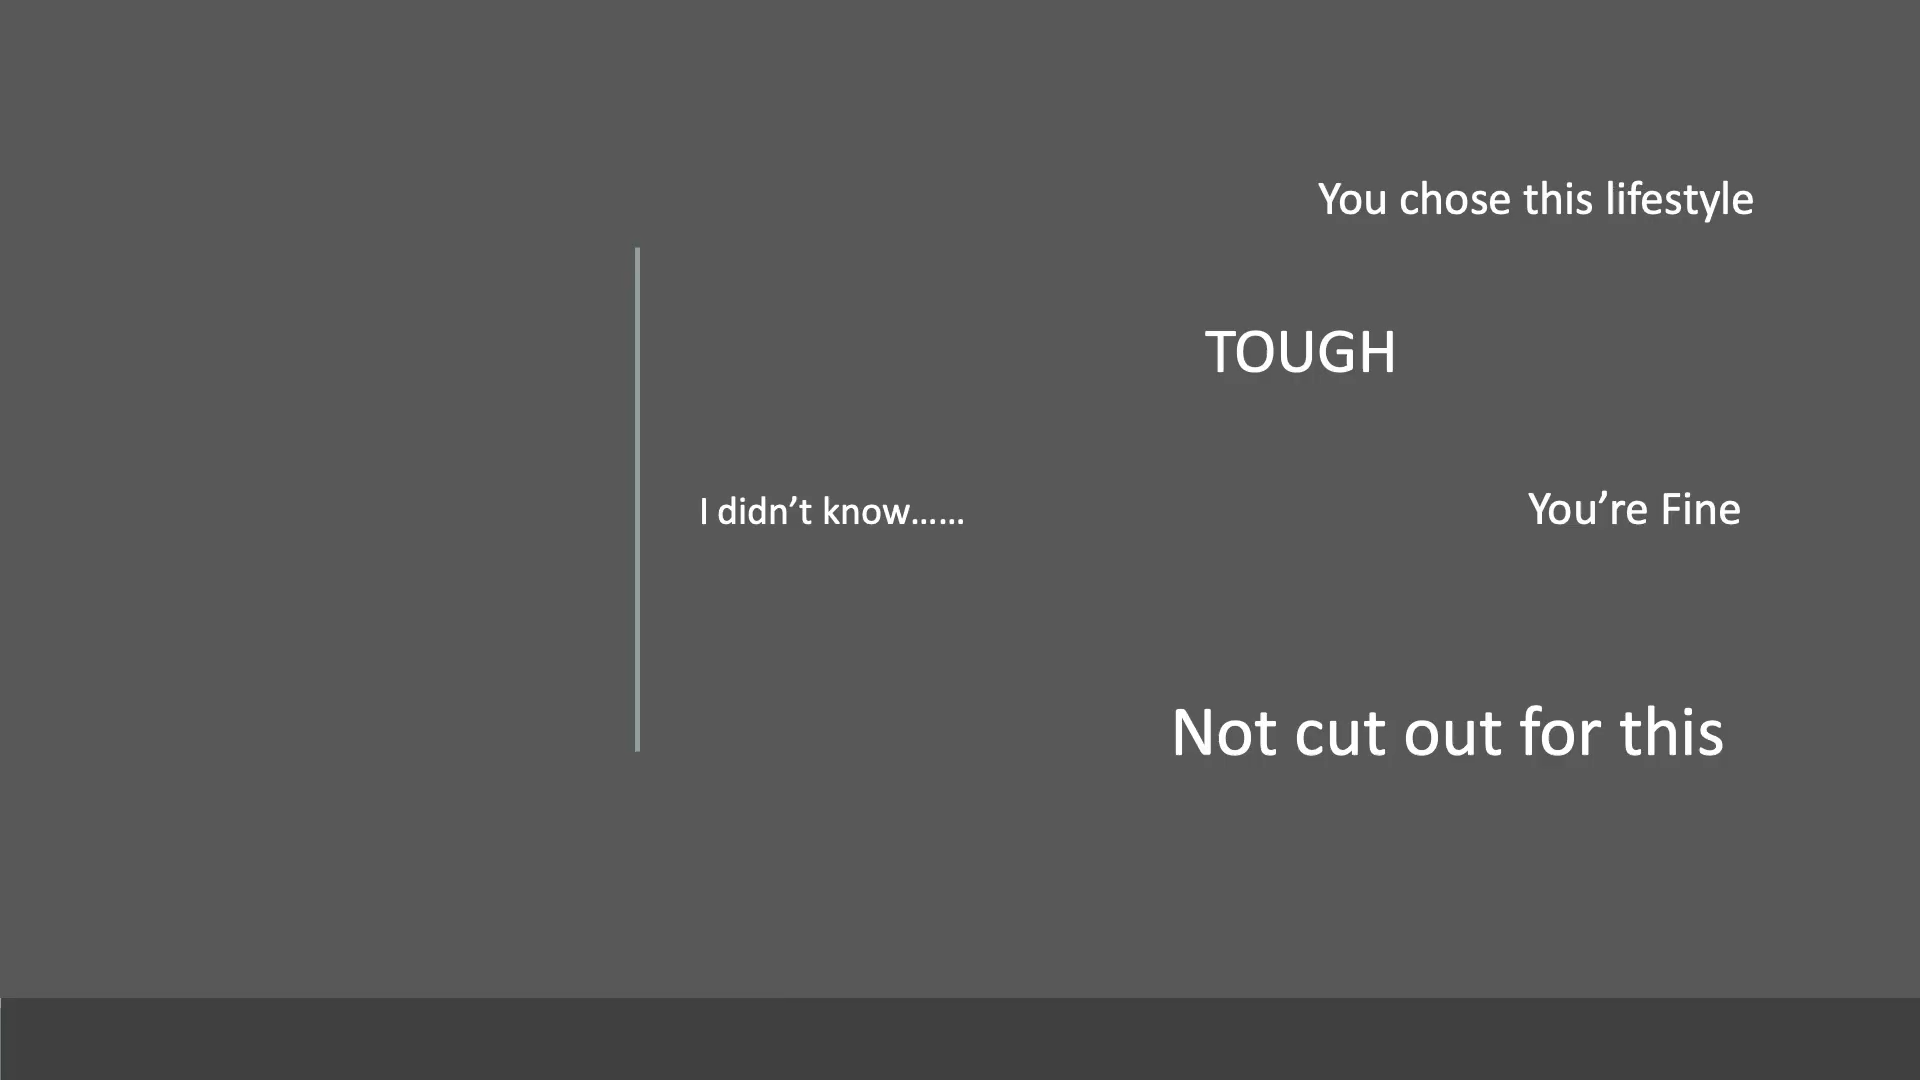 You chose this lifestyle
TOUGH
I didn’t know……
You’re Fine
Not cut out for this